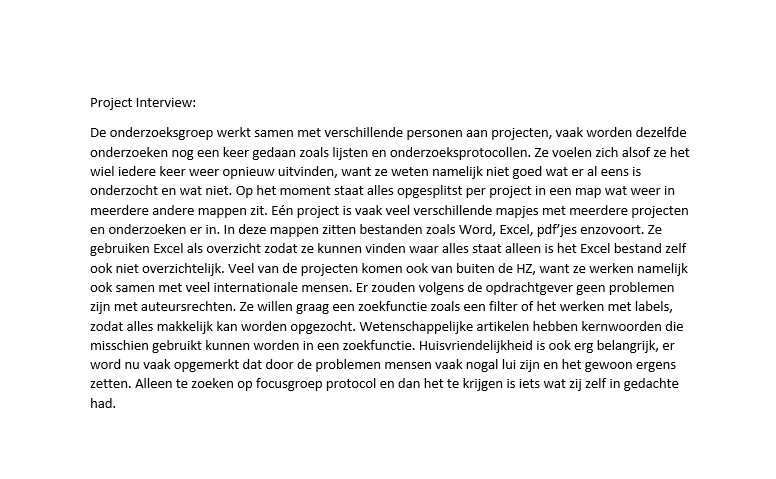 Project Interview:
De onderzoeksgroep werkt samen met verschillende personen aan projecten, vaak worden dezelfde
onderzoeken nog een keer gedaan zoals lijsten en onderzoeksprotocollen. Ze voelen zich alsof ze het
wiel iedere keer weer opnieuw uitvinden, want ze weten namelijk niet goed wat er al eens is
onderzocht en wat niet. Op het moment staat alles opgesplitst per project in een map wat weer in
meerdere andere mappen zit. Eén project is vaak veel verschillende mapjes met meerdere projecten
en onderzoeken er in. In deze mappen zitten bestanden zoals Word, Excel, pdf’jes enzovoort. Ze
gebruiken Excel als overzicht zodat ze kunnen vinden waar alles staat alleen is het Excel bestand zelf
ook niet overzichtelijk. Veel van de projecten komen ook van buiten de HZ, want ze werken namelijk
ook samen met veel internationale mensen. Er zouden volgens de opdrachtgever geen problemen
zijn met auteursrechten. Ze willen graag een zoekfunctie zoals een filter of het werken met labels,
zodat alles makkelijk kan worden opgezocht. Wetenschappelijke artikelen hebben kernwoorden die
misschien gebruikt kunnen worden in een zoekfunctie. Huisvriendelijkheid is ook erg belangrijk, er
word nu vaak opgemerkt dat door de problemen mensen vaak nogal lui zijn en het gewoon ergens
zetten. Alleen te zoeken op focusgroep protocol en dan het te krijgen is iets wat zij zelf in gedachte
had.